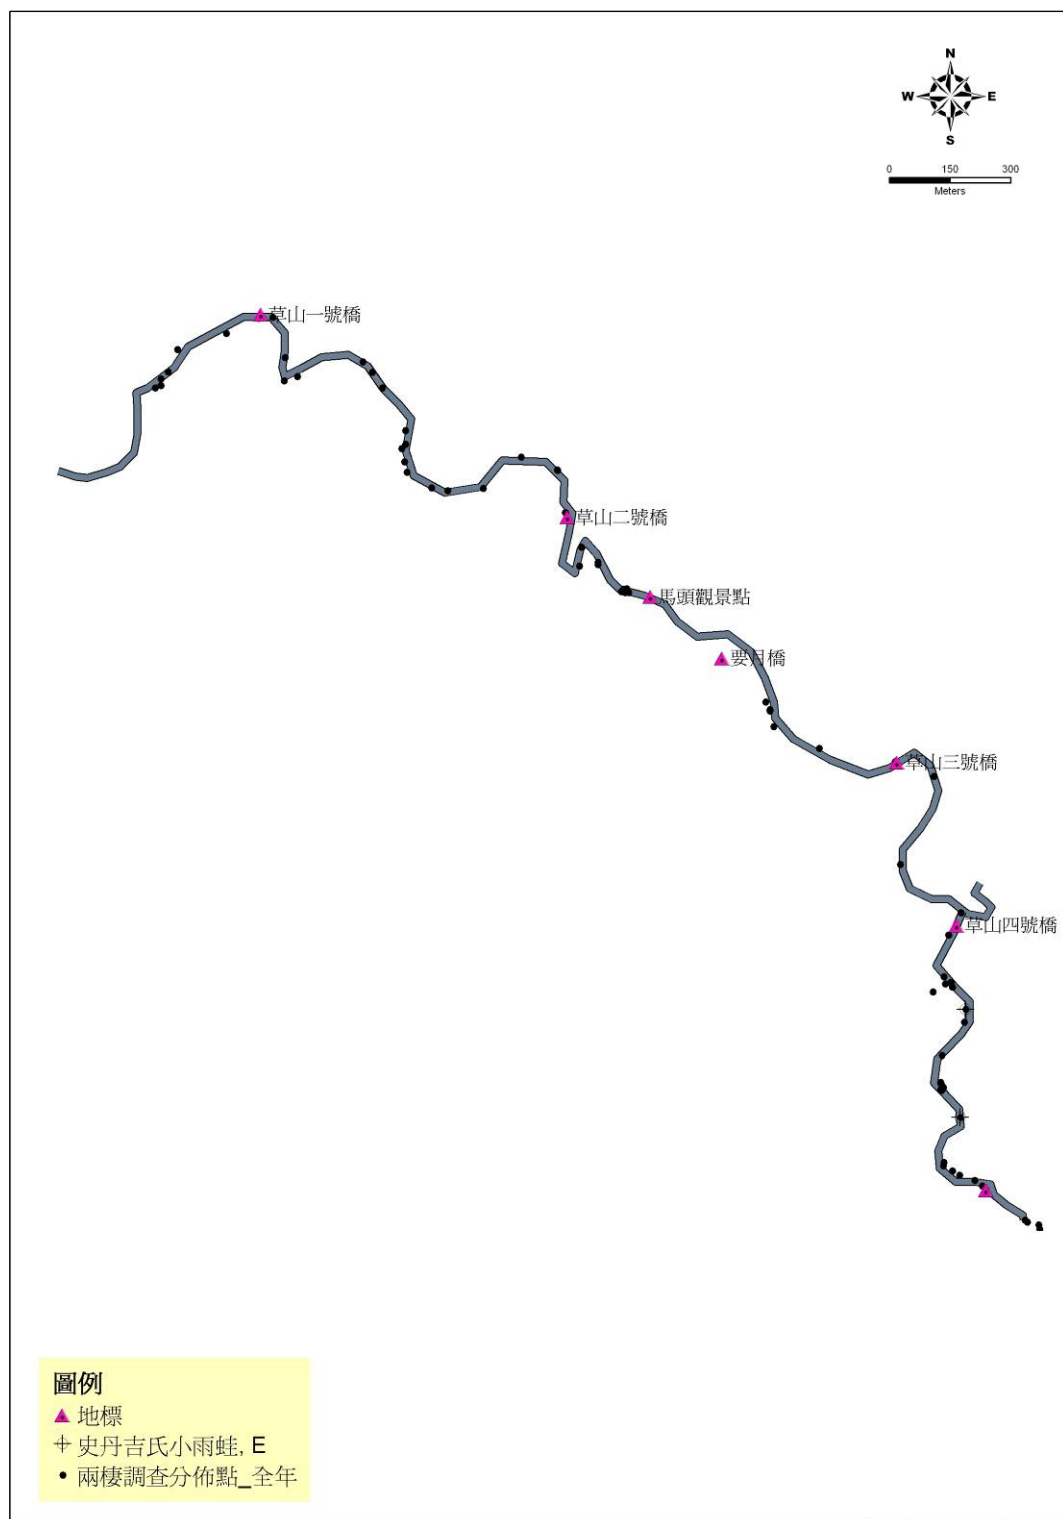 N
W E
S
0 150 300
Meters
草山一號橋
草山二號橋
馬頭觀景點
要月橋
草山三號橋
草山四號橋
圖例
地標
史丹吉氏小雨蛙, E
兩棲調查分佈點_全年